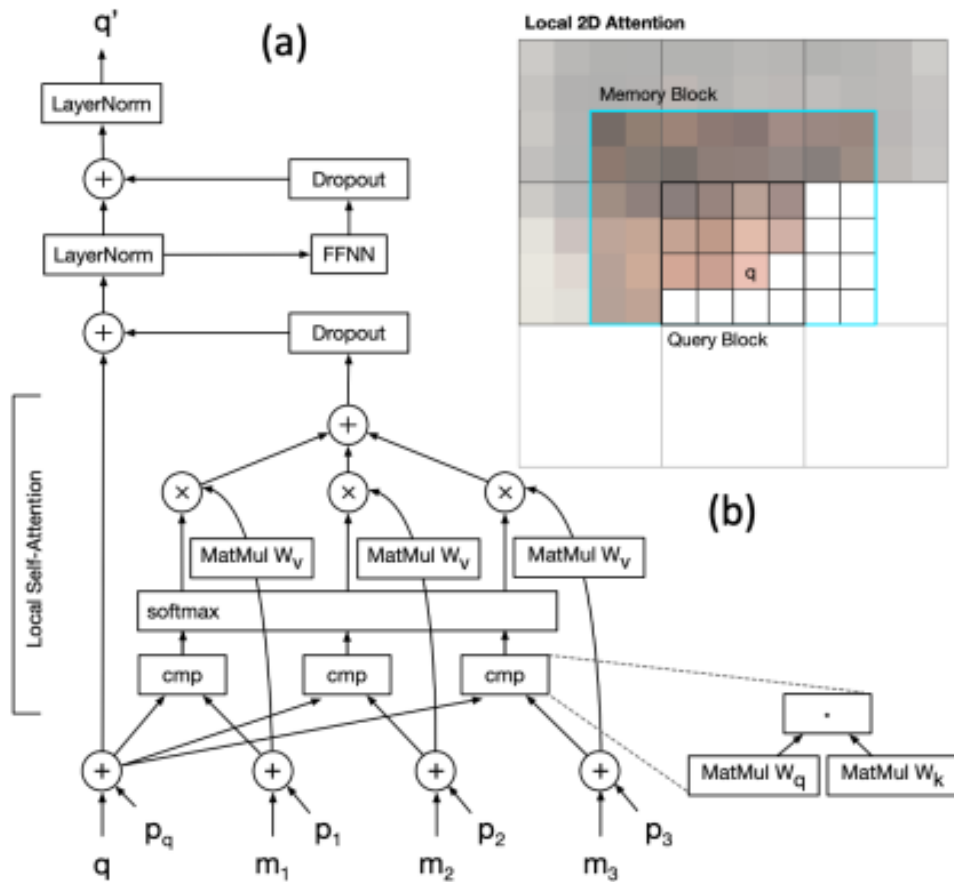 q'
(a)
LayerNorm
+
Dropout
LayerNorm
FFNN
+
Dropout
Local Self-Attention
+
×
×
×
MatMul Wv
MatMul Wv
MatMul Wv
softmax
cmp
cmp
cmp
·
MatMul Wq
MatMul Wk
+
+
+
+
pq
p1
p2
p3
q
m1
m2
m3
Local 2D Attention
Memory Block
q
Query Block
(b)